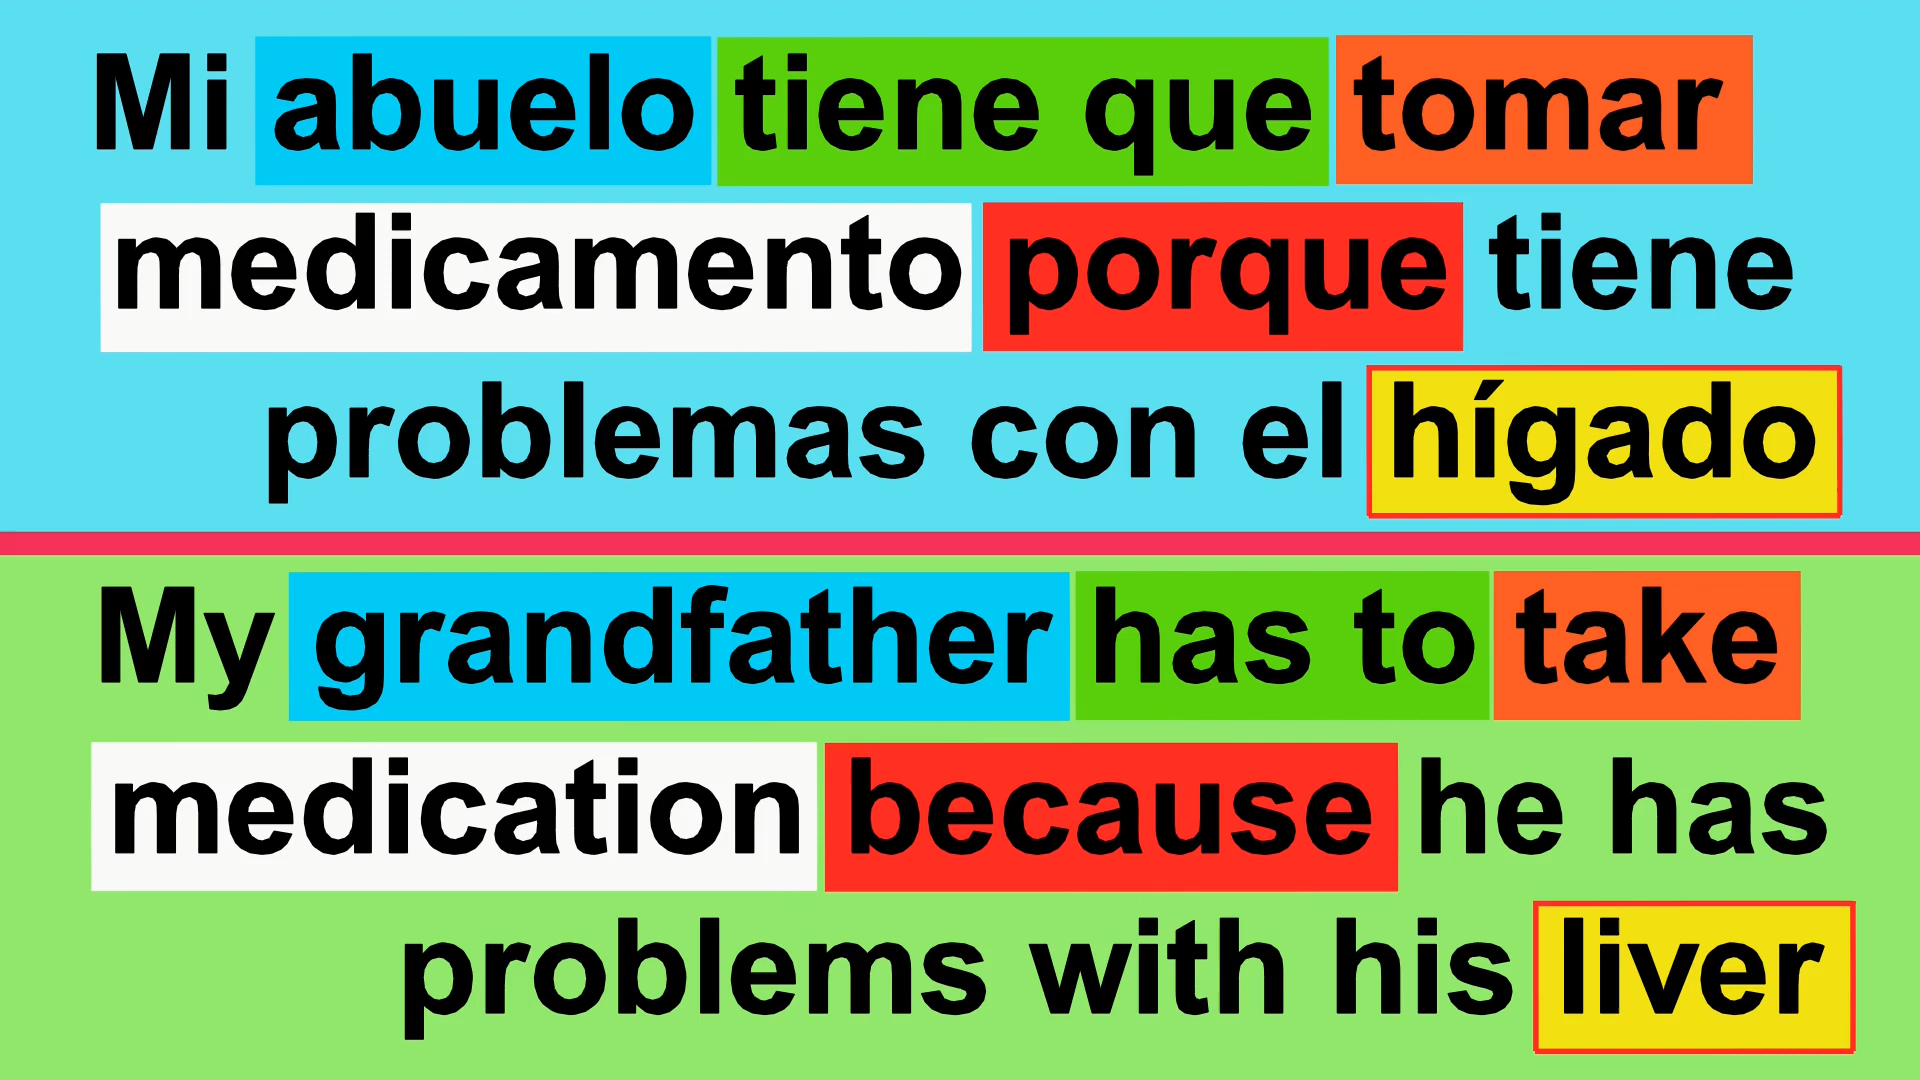 Mi abuelo tiene que tomar
medicamento porque tiene
problemas con el hígado
My grandfather has to take
medication because he has
problems with his liver